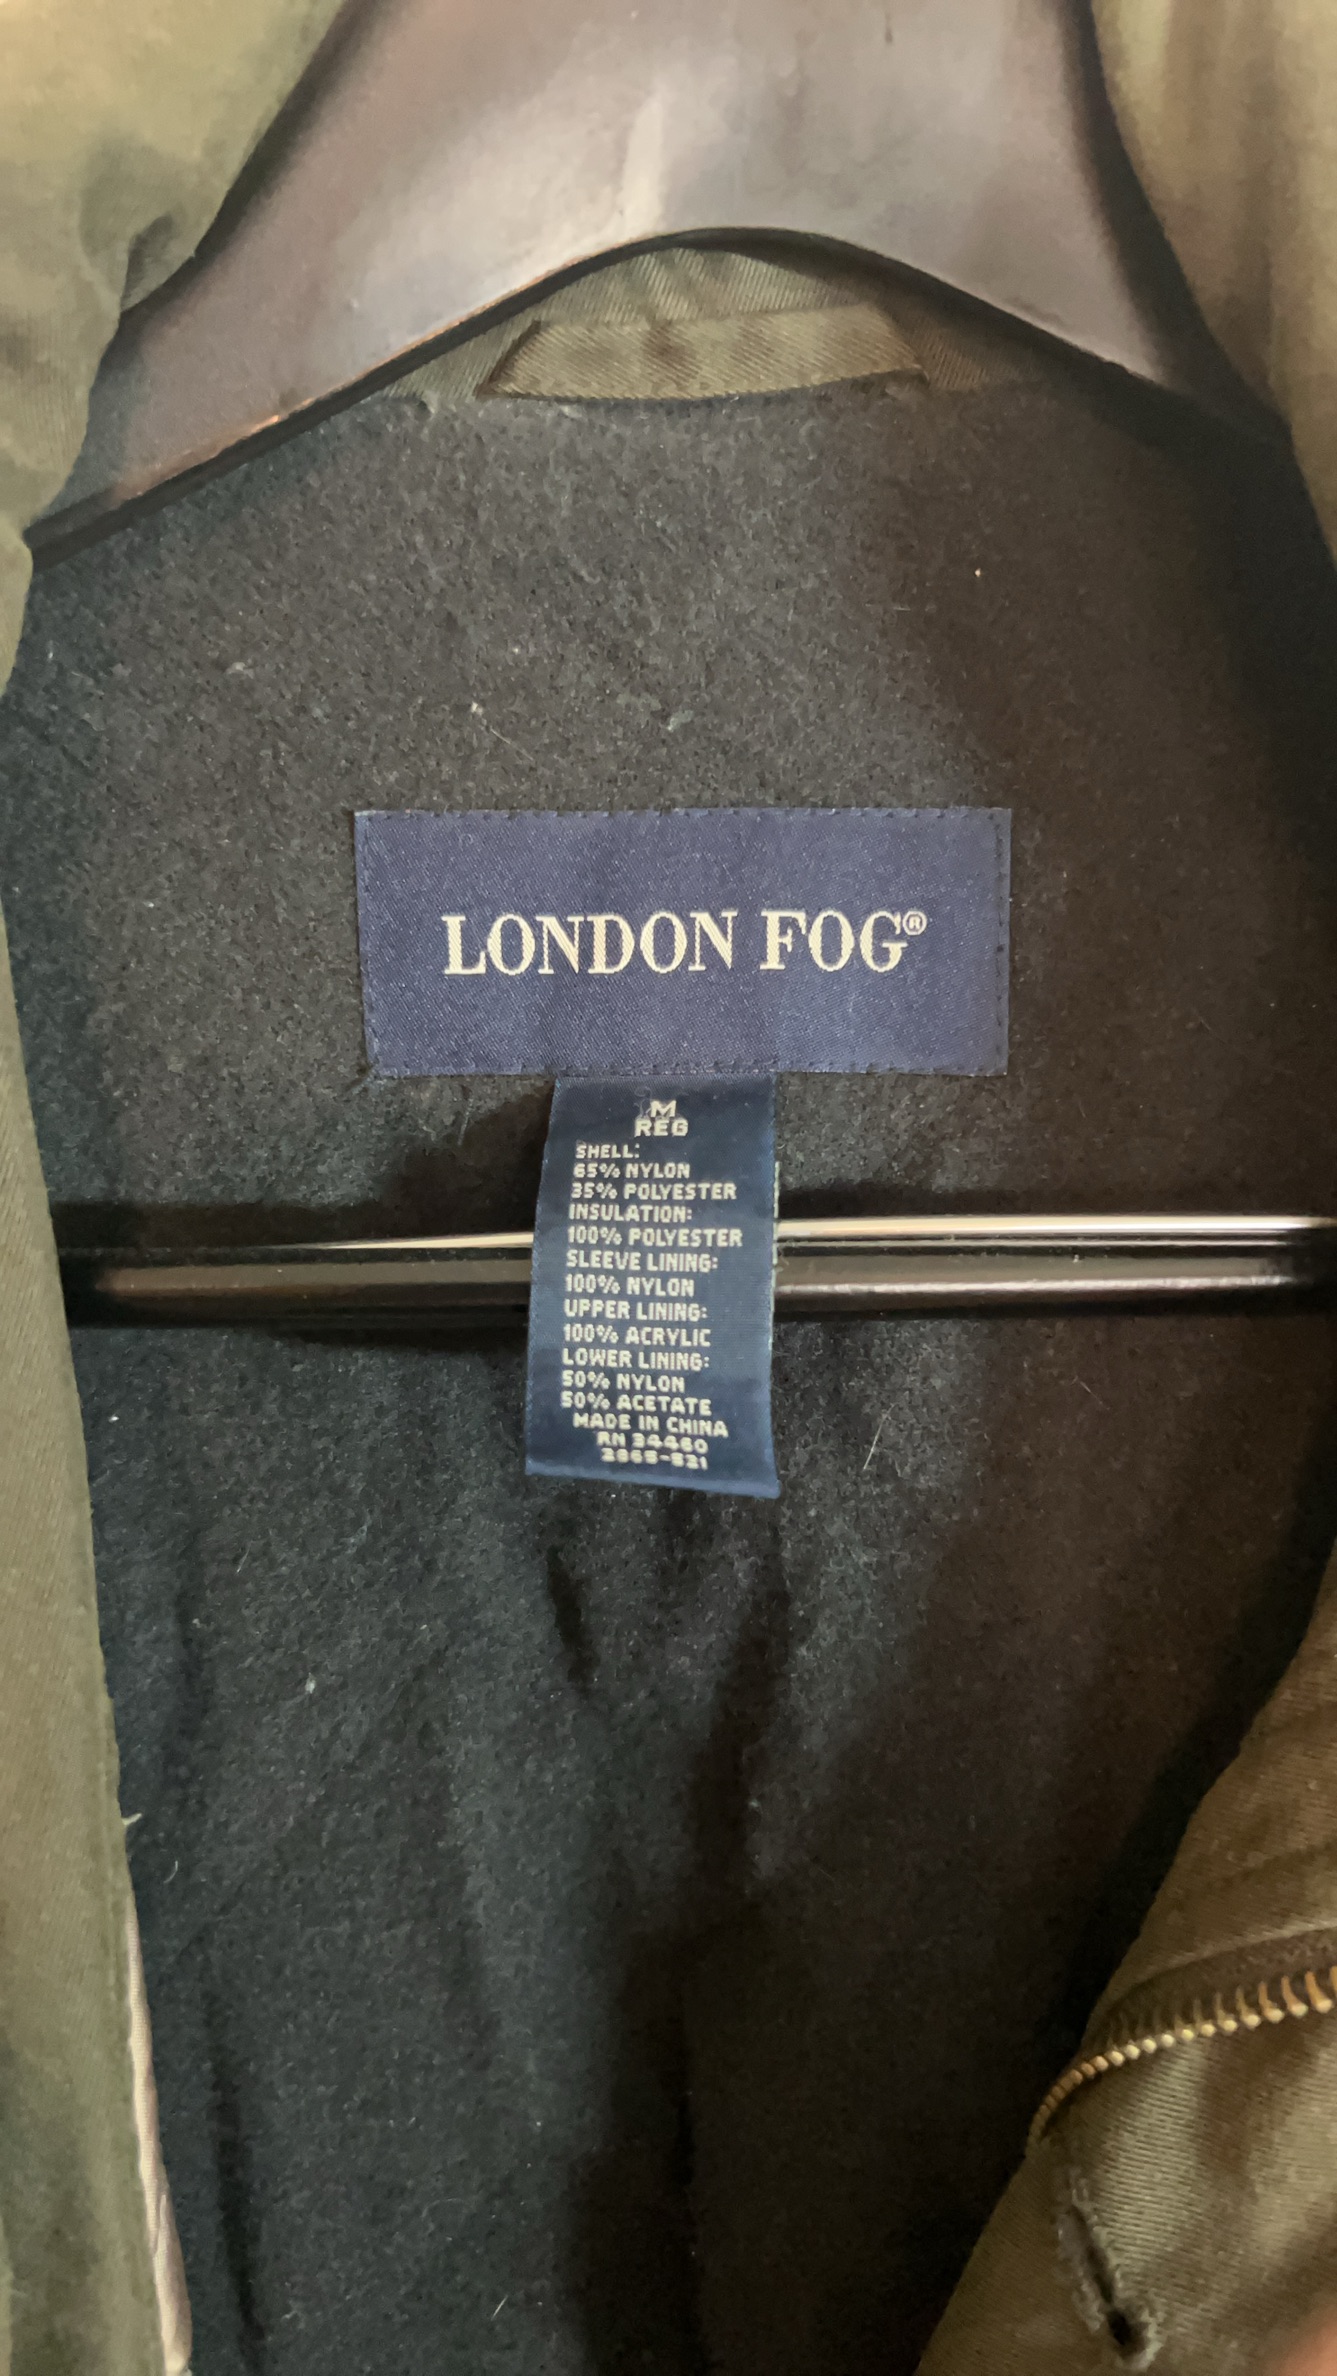 LONDON FOG®
M
REG
SHELL:
65% NYLON
35% POLYESTER
INSULATION:
100% POLYESTER
SLEEVE LINING:
100% NYLON
UPPER LINING:
100% ACRYLIC
LOWER LINING:
50% NYLON
50% ACETATE
MADE IN CHINA
RN 34460